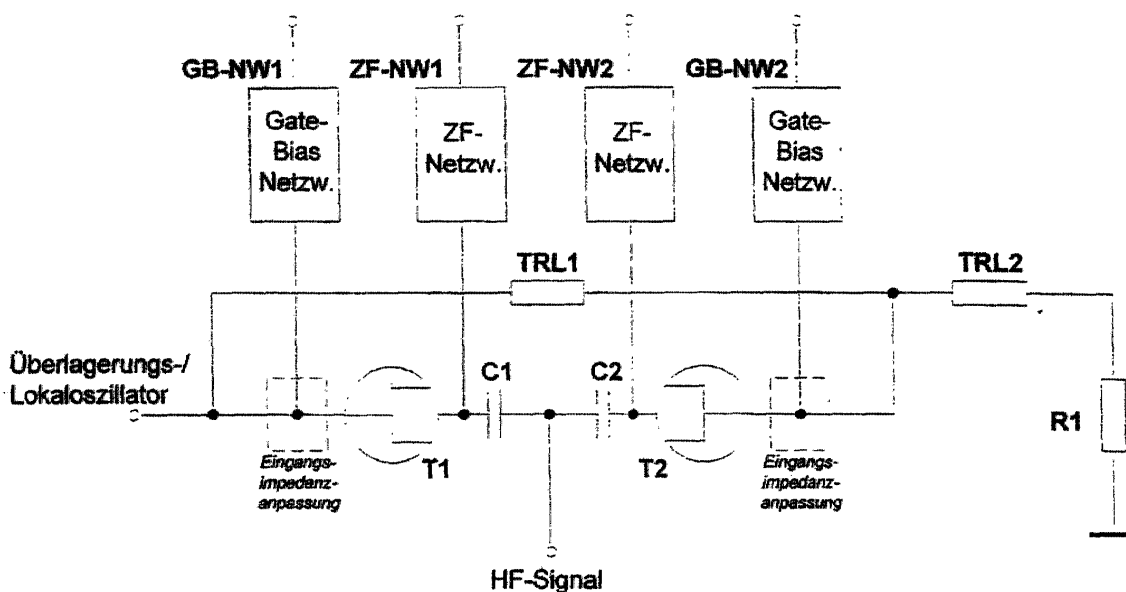 GB-NW1
ZF-NW1
ZF-NW2
GB-NW2
Gate-
Bias
Netzw.
ZF-
Netzw.
ZF-
Netzw.
Gate-
Bias
Netzw.
TRL1
TRL2
Überlagerungs-/
Lokaloszillator
C1
C2
R1
T1
T2
Eingangs-
impedanz-
anpassung
Eingangs-
impedanz-
anpassung
HF-Signal